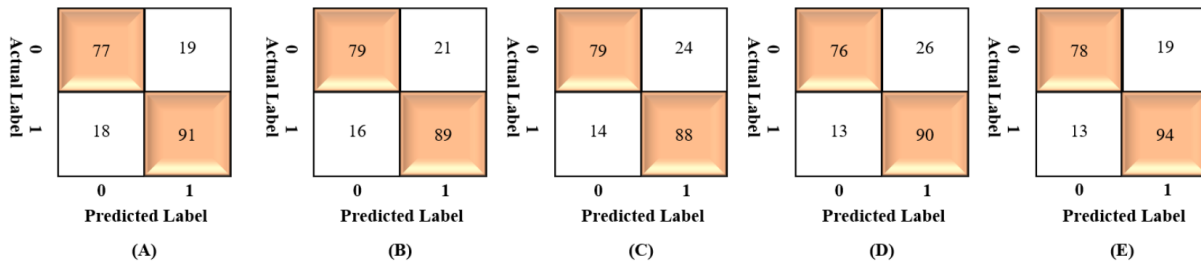 Actual Label
0
1
77 19
18 91
0 1
Predicted Label
(A)
Actual Label
0
1
79 21
16 89
0 1
Predicted Label
(B)
Actual Label
0
1
79 24
14 88
0 1
Predicted Label
(C)
Actual Label
0
1
76 26
13 90
0 1
Predicted Label
(D)
Actual Label
0
1
78 19
13 94
0 1
Predicted Label
(E)